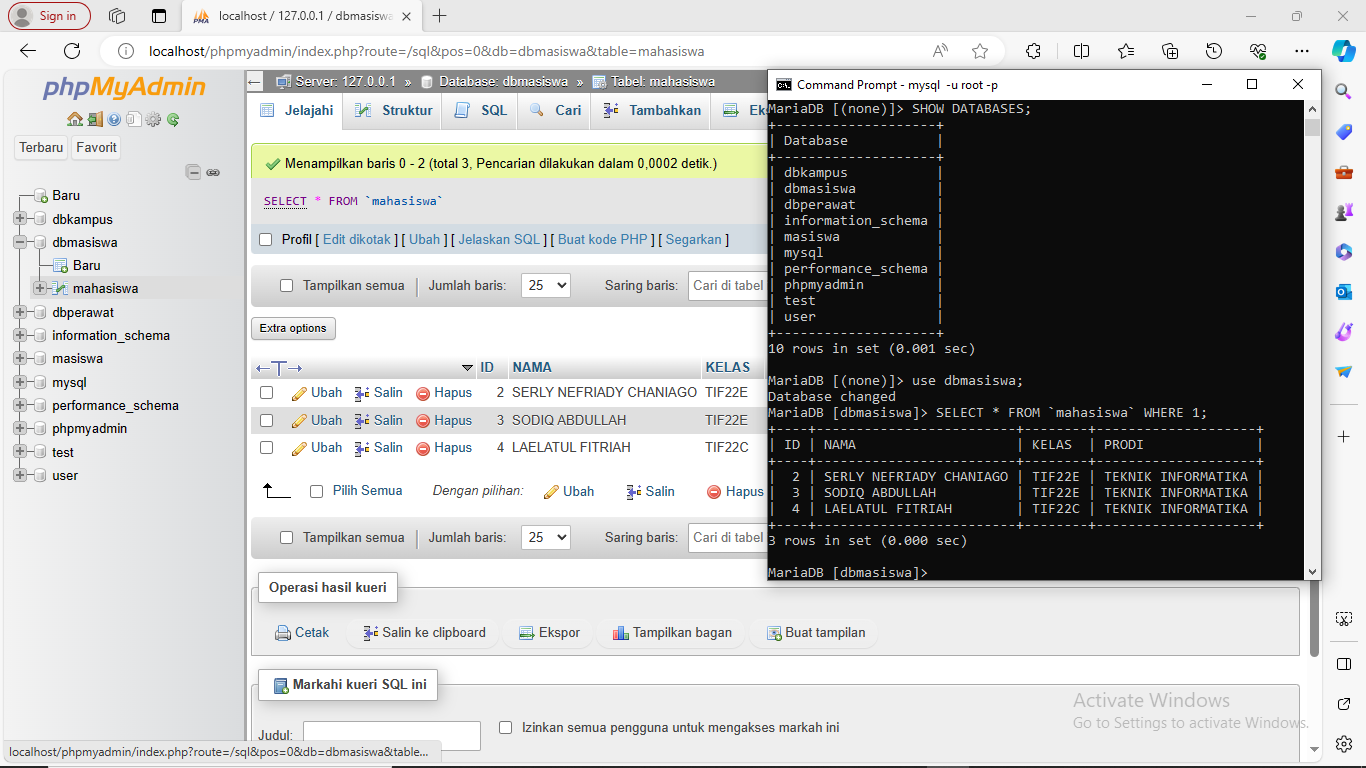 Sign in
localhost / 127.0.0.1 / dbmasiswa
localhost/phpmyadmin/index.php?route=/sql&pos=0&db=dbmasiswa&table=mahasiswa
phpMyAdmin
Terbaru Favorit
Baru
dbkampus
dbmasiswa
Baru
mahasiswa
dbperawat
information_schema
masiswa
mysql
performance_schema
phpmyadmin
test
user
Server: 127.0.0.1 » Database: dbmasiswa » Tabel: mahasiswa
Jelajahi Struktur SQL Cari Tambahkan Ek
Menampilkan baris 0 - 2 (total 3, Pencarian dilakukan dalam 0,0002 detik.)
SELECT * FROM `mahasiswa`
Profil [ Edit dikotak ] [ Ubah ] [ Jelaskan SQL ] [ Buat kode PHP ] [ Segarkan ]
Tampilkan semua Jumlah baris: 25 Saring baris: Cari di tabel
Extra options
ID NAMA KELAS
Ubah Salin Hapus 2 SERLY NEFRIADY CHANIAGO TIF22E
Ubah Salin Hapus 3 SODIQ ABDULLAH TIF22E
Ubah Salin Hapus 4 LAELATUL FITRIAH TIF22C
Pilih Semua Dengan pilihan: Ubah Salin Hapus
Tampilkan semua Jumlah baris: 25 Saring baris: Cari di tabel
Operasi hasil kueri
Cetak Salin ke clipboard Ekspor Tampilkan bagan Buat tampilan
Markahi kueri SQL ini
Judul: Izinkan semua pengguna untuk mengakses markah ini
localhost/phpmyadmin/index.php?route=/sql&pos=0&db=dbmasiswa&table...
Command Prompt - mysql -u root -p
MariaDB [(none)]> SHOW DATABASES;
+--------------------+
| Database           |
+--------------------+
| dbkampus           |
| dbmasiswa          |
| dbperawat          |
| information_schema |
| masiswa            |
| mysql              |
| performance_schema |
| phpmyadmin         |
| test               |
| user               |
+--------------------+
10 rows in set (0.001 sec)
MariaDB [(none)]> use dbmasiswa;
Database changed
MariaDB [dbmasiswa]> SELECT * FROM `mahasiswa` WHERE 1;
+----+-------------------------+--------+--------------------+
| ID | NAMA                    | KELAS  | PRODI              |
+----+-------------------------+--------+--------------------+
|  2 | SERLY NEFRIADY CHANIAGO | TIF22E | TEKNIK INFORMATIKA |
|  3 | SODIQ ABDULLAH          | TIF22E | TEKNIK INFORMATIKA |
|  4 | LAELATUL FITRIAH        | TIF22C | TEKNIK INFORMATIKA |
+----+-------------------------+--------+--------------------+
3 rows in set (0.000 sec)
MariaDB [dbmasiswa]>
Activate Windows
Go to Settings to activate Windows.